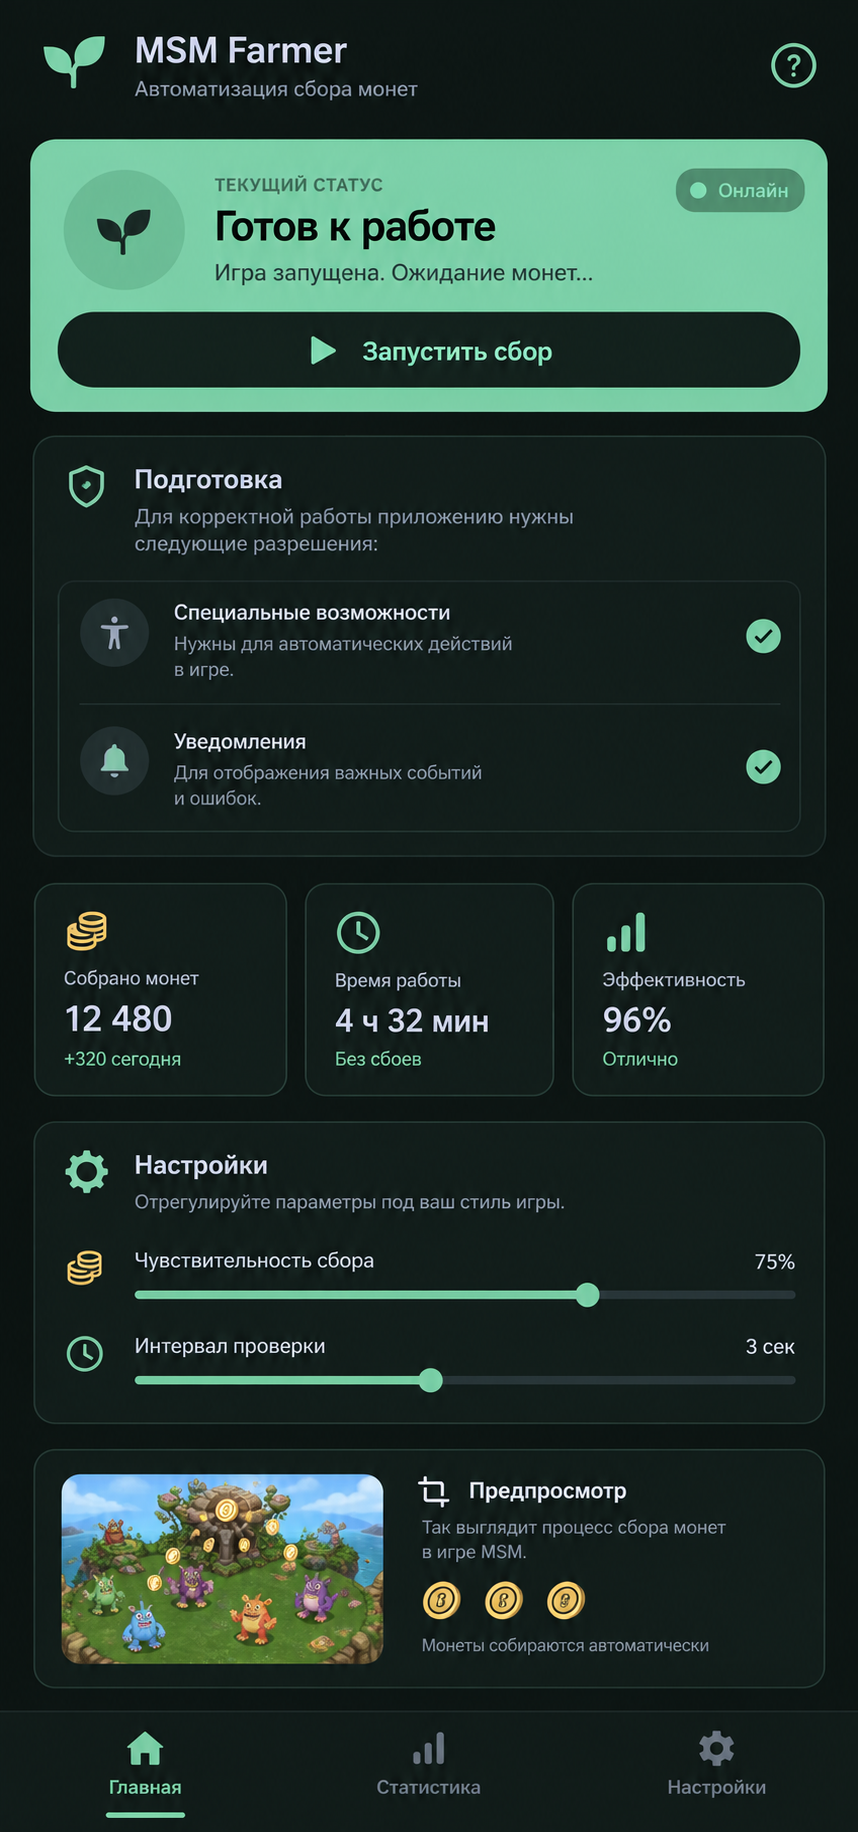 MSM Farmer
Автоматизация сбора монет
?
ТЕКУЩИЙ СТАТУС
Онлайн
Готов к работе
Игра запущена. Ожидание монет...
Запустить сбор
Подготовка
Для корректной работы приложению нужны
следующие разрешения:
Специальные возможности
Нужны для автоматических действий
в игре.
Уведомления
Для отображения важных событий
и ошибок.
Собрано монет
12 480
+320 сегодня
Время работы
4 ч 32 мин
Без сбоев
Эффективность
96%
Отлично
Настройки
Отрегулируйте параметры под ваш стиль игры.
Чувствительность сбора
75%
Интервал проверки
3 сек
Предпросмотр
Так выглядит процесс сбора монет
в игре MSM.
Монеты собираются автоматически
Главная
Статистика
Настройки